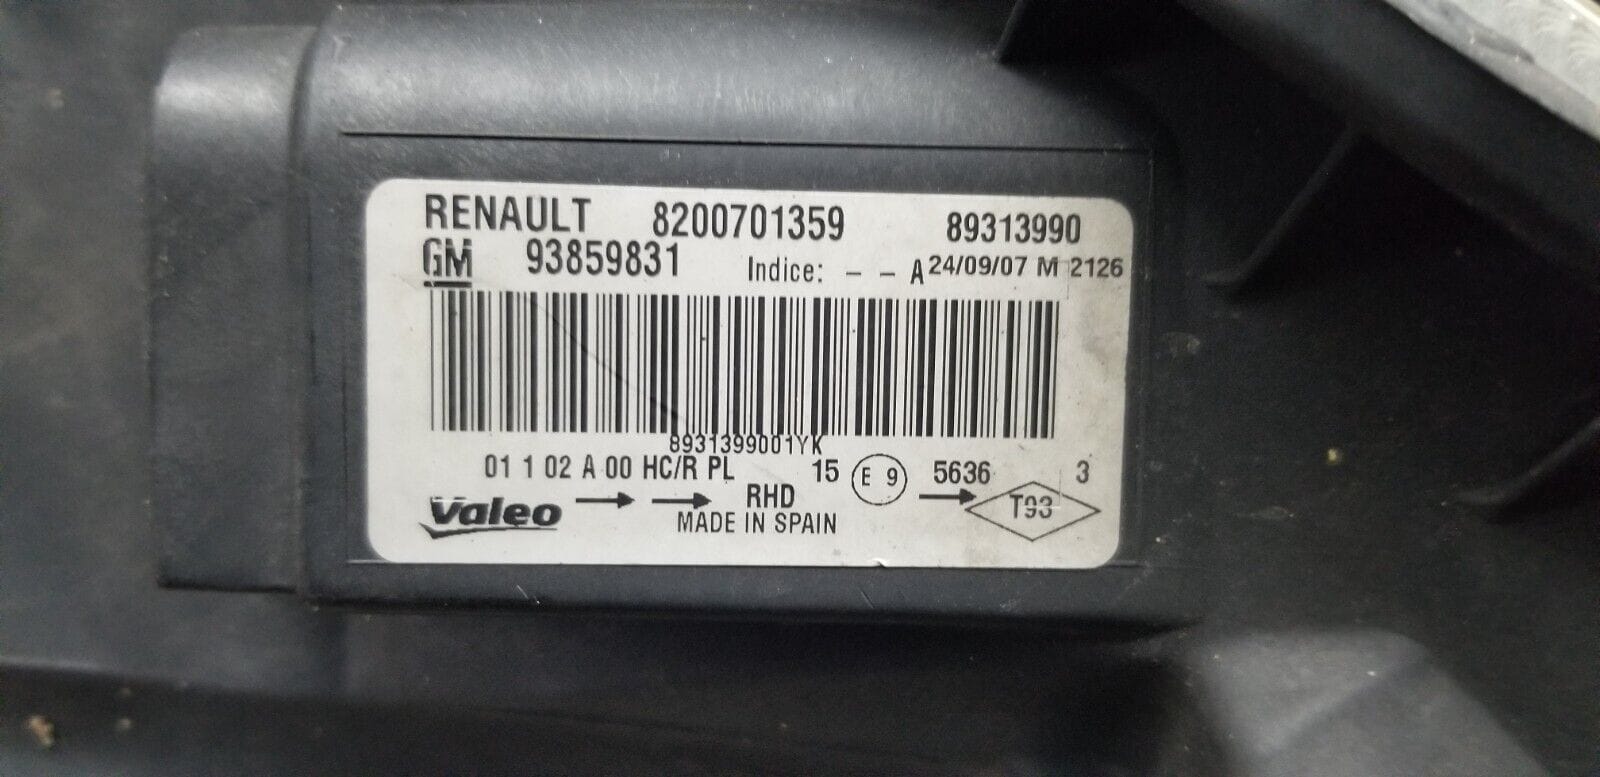 RENAULT 8200701359 89313990
GM 93859831 Indice: - - A 24/09/07 M 2126
8931399001YK
01 1 02 A 00 HC/R PL 15 E 9 5636 3
Valeo → → RHD → T93
MADE IN SPAIN